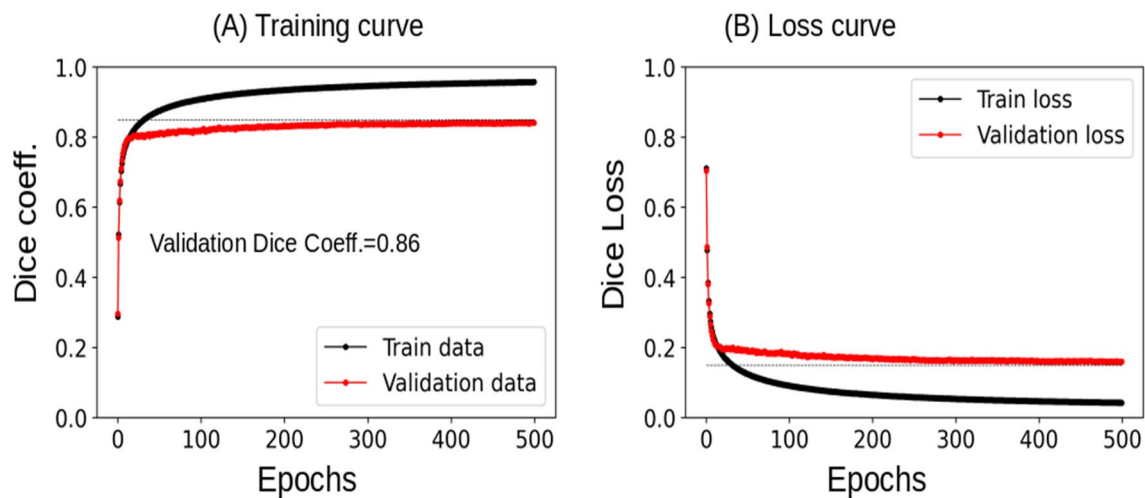 (A) Training curve
1.0
0.8
0.6
0.4
0.2
0.0
Dice coeff.
Validation Dice Coeff.=0.86
Train data
Validation data
0 100 200 300 400 500
Epochs
(B) Loss curve
1.0
0.8
0.6
0.4
0.2
0.0
Dice Loss
Train loss
Validation loss
0 100 200 300 400 500
Epochs